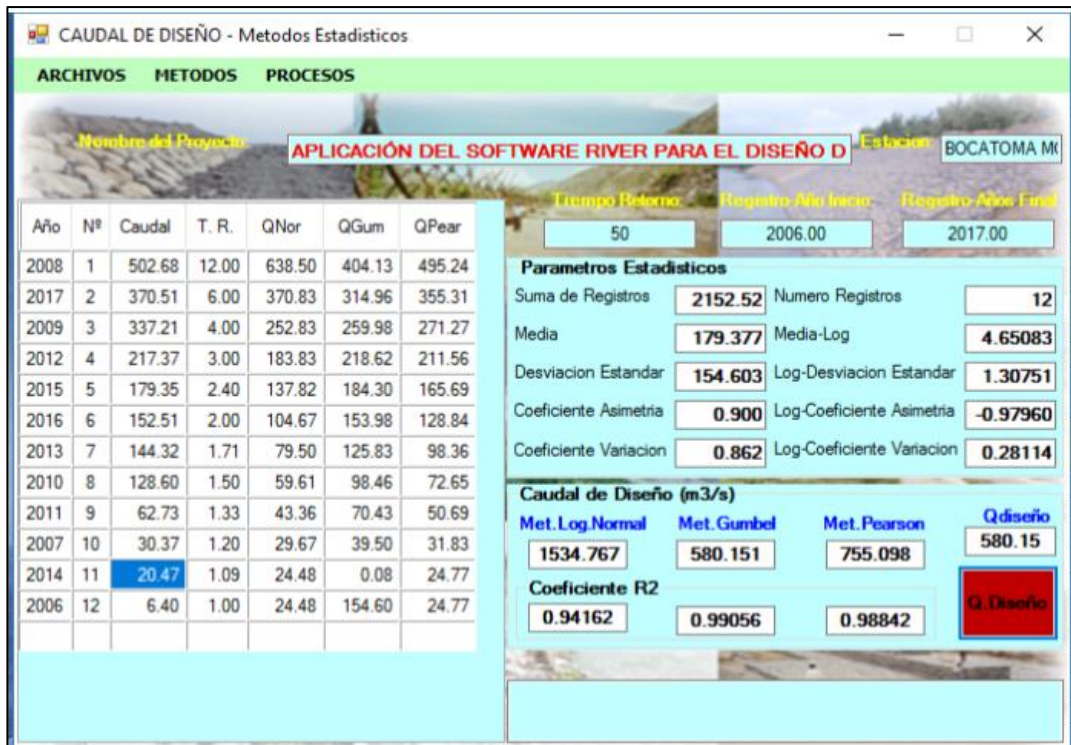 CAUDAL DE DISEÑO - Metodos Estadisticos
ARCHIVOS METODOS PROCESOS
Nombre del Proyecto: APLICACIÓN DEL SOFTWARE RIVER PARA EL DISEÑO D Estacion: BOCATOMA M
Tiempo Retorno: Registro-Año Inicio: Registro-Años Final
50 2006.00 2017.00
Año Nº Caudal T. R. QNor QGum QPear
2008 1 502.68 12.00 638.50 404.13 495.24
2017 2 370.51 6.00 370.83 314.96 355.31
2009 3 337.21 4.00 252.83 259.98 271.27
2012 4 217.37 3.00 183.83 218.62 211.56
2015 5 179.35 2.40 137.82 184.30 165.69
2016 6 152.51 2.00 104.67 153.98 128.84
2013 7 144.32 1.71 79.50 125.83 98.36
2010 8 128.60 1.50 59.61 98.46 72.65
2011 9 62.73 1.33 43.36 70.43 50.69
2007 10 30.37 1.20 29.67 39.50 31.83
2014 11 20.47 1.09 24.48 0.08 24.77
2006 12 6.40 1.00 24.48 154.60 24.77
Parametros Estadisticos
Suma de Registros 2152.52 Numero Registros 12
Media 179.377 Media-Log 4.65083
Desviacion Estandar 154.603 Log-Desviacion Estandar 1.30751
Coeficiente Asimetria 0.900 Log-Coeficiente Asimetria -0.97960
Coeficiente Variacion 0.862 Log-Coeficiente Variacion 0.28114
Caudal de Diseño (m3/s)
Met.Log.Normal Met.Gumbel Met.Pearson Qdiseño
1534.767 580.151 755.098 580.15
Coeficiente R2
0.94162 0.99056 0.98842
Q.Diseño